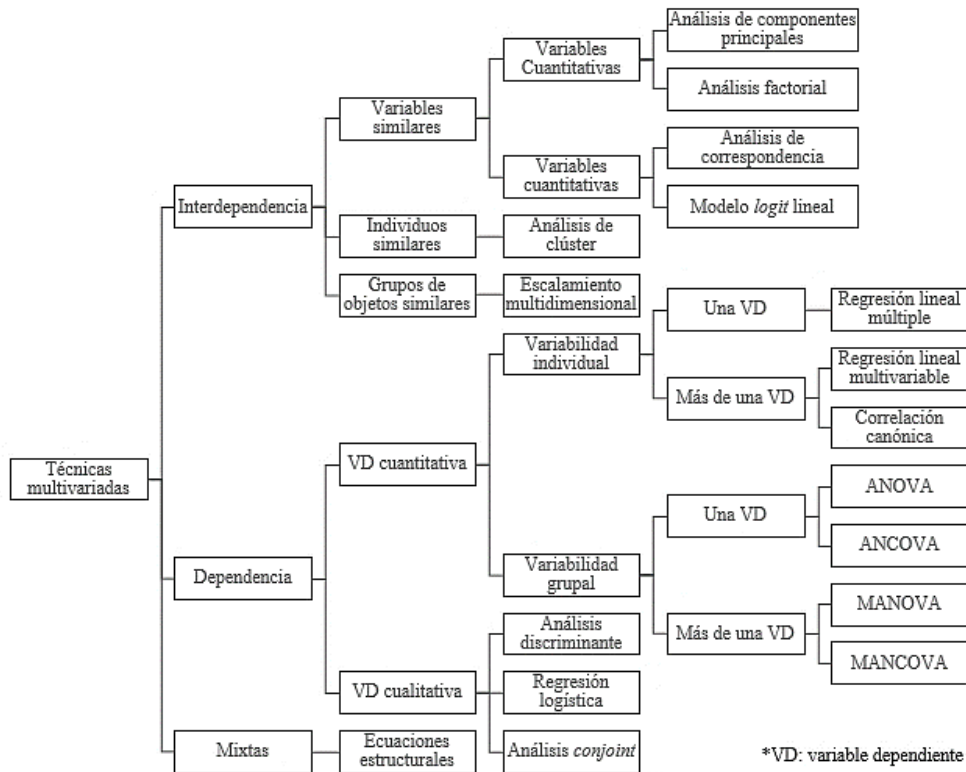 Análisis de componentes
principales
Variables
Cuantitativas
Análisis factorial
Variables
similares
Análisis de
correspondencia
Variables
cuantitativas
Modelo logit lineal
Interdependencia
Individuos
similares
Análisis de
clúster
Grupos de
objetos similares
Escalamiento
multidimensional
Una VD
Regresión lineal
múltiple
Variabilidad
individual
Regresión lineal
multivariable
Más de una VD
Correlación
canónica
Técnicas
multivariadas
VD cuantitativa
ANOVA
Una VD
ANCOVA
Dependencia
Variabilidad
grupal
MANOVA
Más de una VD
MANCOVA
Análisis
discriminante
VD cualitativa
Regresión
logística
Mixtas
Ecuaciones
estructurales
Análisis conjoint
*VD: variable dependiente